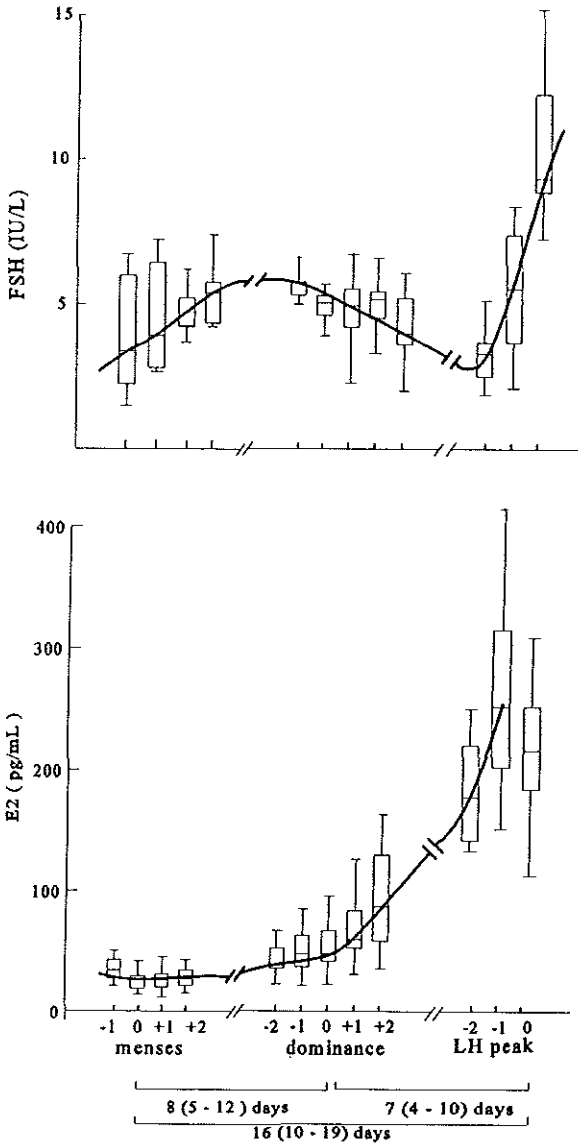 15
10
5
FSH (IU/L)
400
300
200
100
0
E2 ( pg/mL)
-1 0 +1 +2 -2 -1 0 +1 +2 -2 -1 0
menses dominance LH peak
8 (5 - 12 ) days 7 (4 - 10) days
16 (10 - 19) days